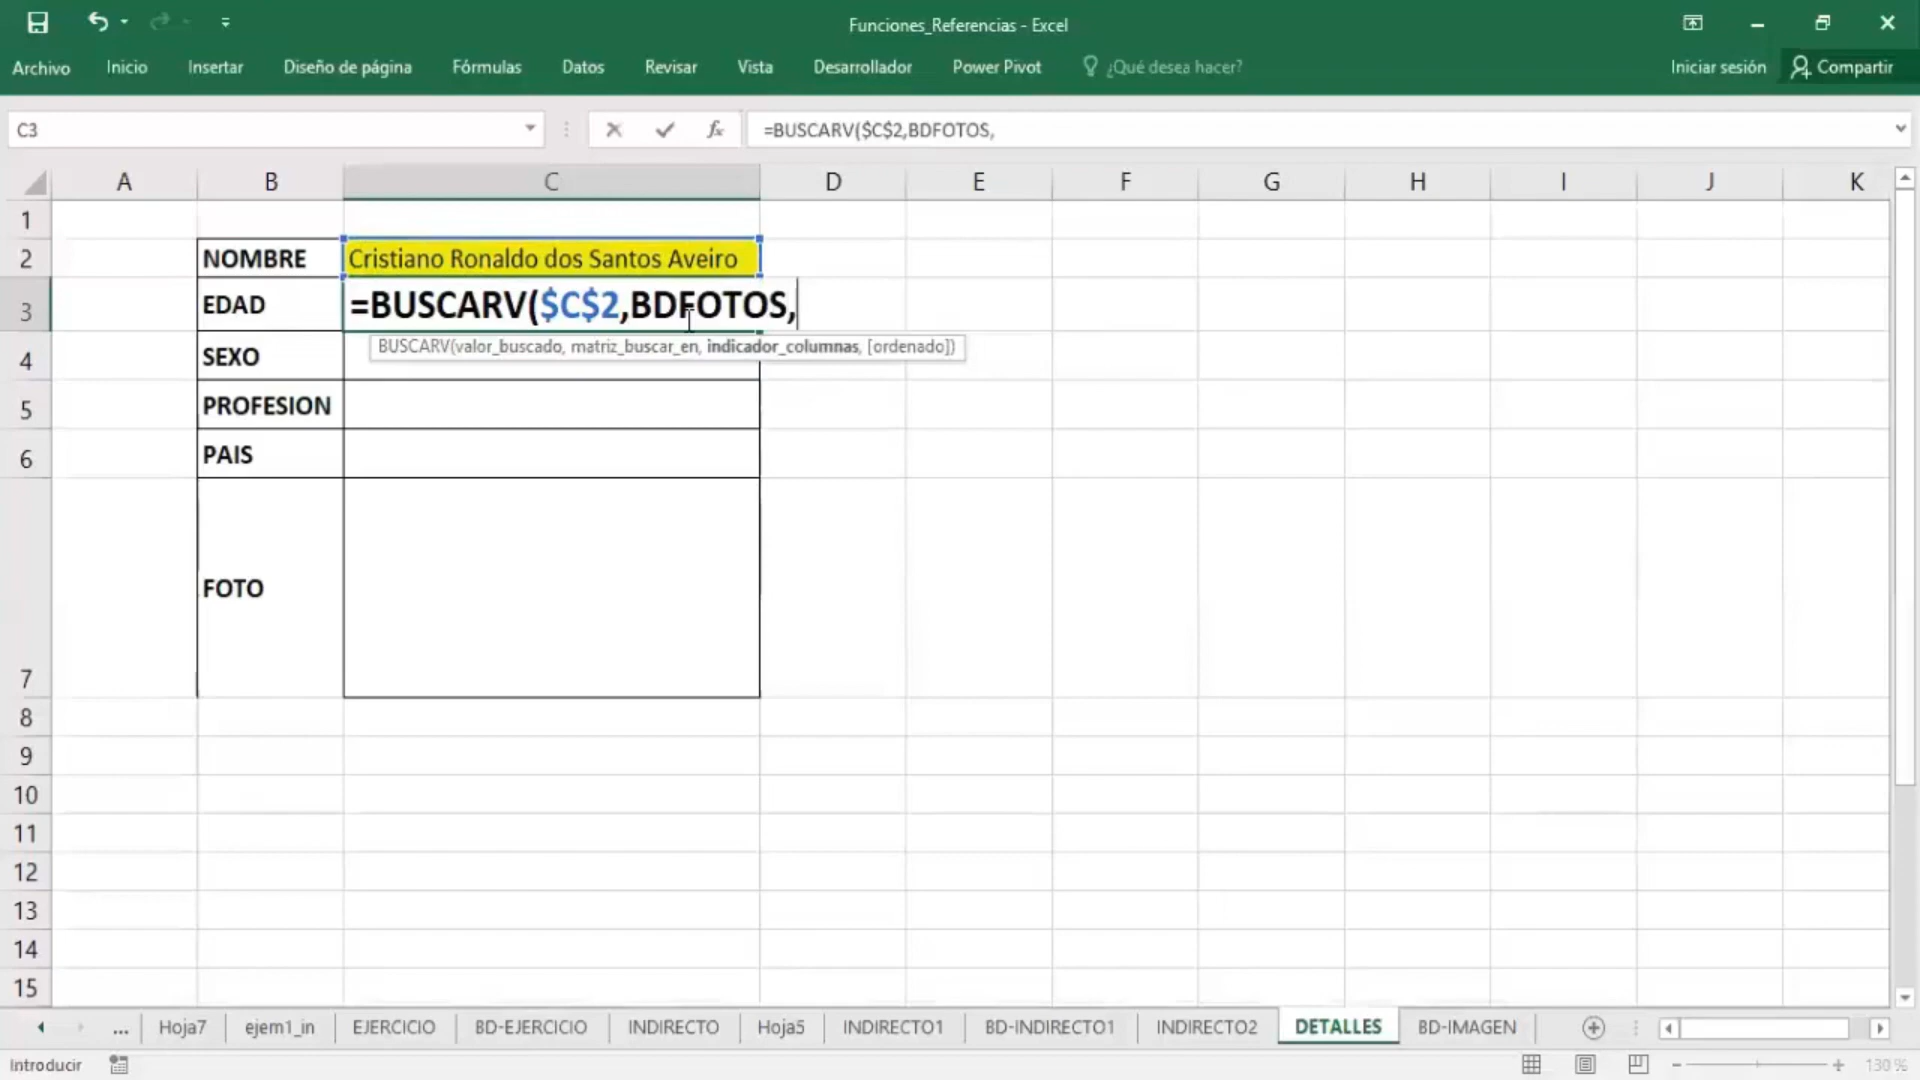 Funciones_Referencias - Excel
Archivo Inicio Insertar Diseño de página Fórmulas Datos Revisar Vista Desarrollador Power Pivot ¿Qué desea hacer? Iniciar sesión Compartir
C3 fx =BUSCARV($C$2,BDFOTOS,
A B C D E F G H I J K
1
2 NOMBRE Cristiano Ronaldo dos Santos Aveiro
3 EDAD =BUSCARV($C$2,BDFOTOS,
BUSCARV(valor_buscado, matriz_buscar_en, indicador_columnas, [ordenado])
4 SEXO
5 PROFESION
6 PAIS
7 FOTO
8
9
10
11
12
13
14
15
... Hoja7 ejem1_in EJERCICIO BD-EJERCICIO INDIRECTO Hoja5 INDIRECTO1 BD-INDIRECTO1 INDIRECTO2 DETALLES BD-IMAGEN
Introducir 130 %